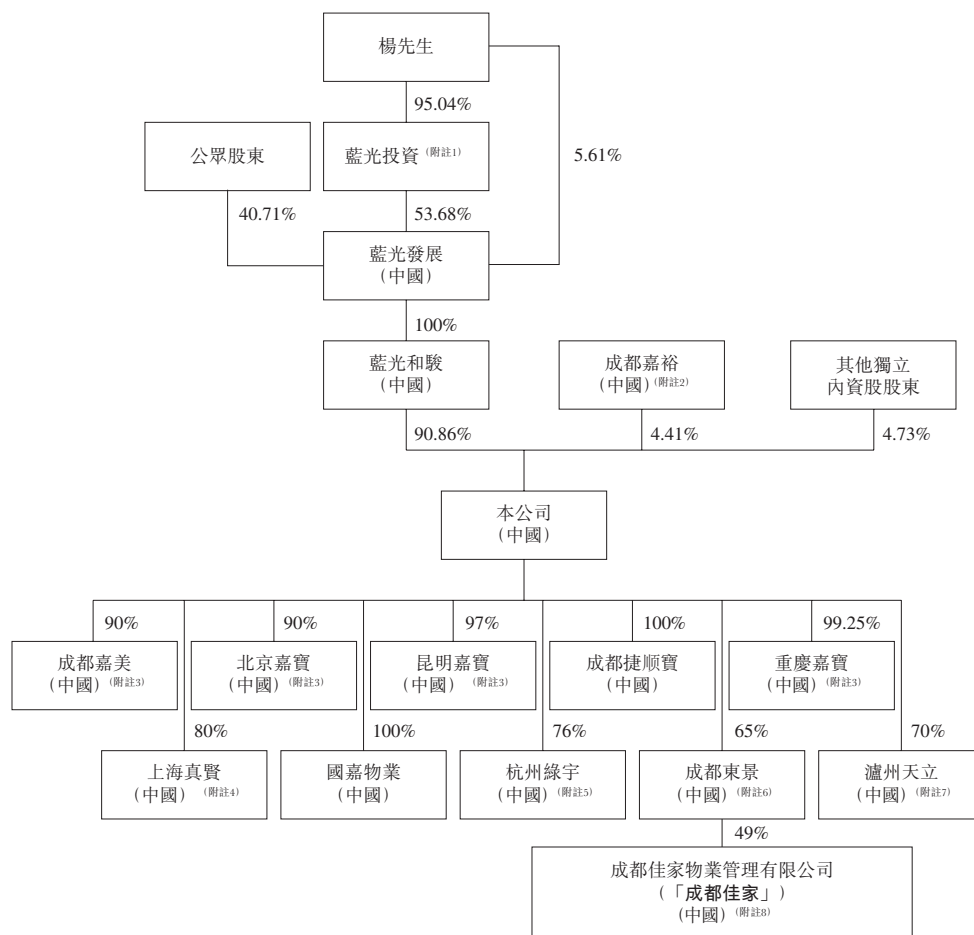 楊先生
95.04%
公眾股東
藍光投資 (附註1)
5.61%
40.71%
53.68%
藍光發展
(中國)
100%
藍光和駿
(中國)
成都嘉裕
(中國) (附註2)
其他獨立
內資股股東
90.86%
4.41%
4.73%
本公司
(中國)
90%
90%
97%
100%
99.25%
成都嘉美
(中國) (附註3)
北京嘉寶
(中國) (附註3)
昆明嘉寶
(中國) (附註3)
成都捷順寶
(中國)
重慶嘉寶
(中國) (附註3)
80%
100%
76%
65%
70%
上海真賢
(中國) (附註4)
國嘉物業
(中國)
杭州綠宇
(中國) (附註5)
成都東景
(中國) (附註6)
瀘州天立
(中國) (附註7)
49%
成都佳家物業管理有限公司
(「成都佳家」)
(中國) (附註8)